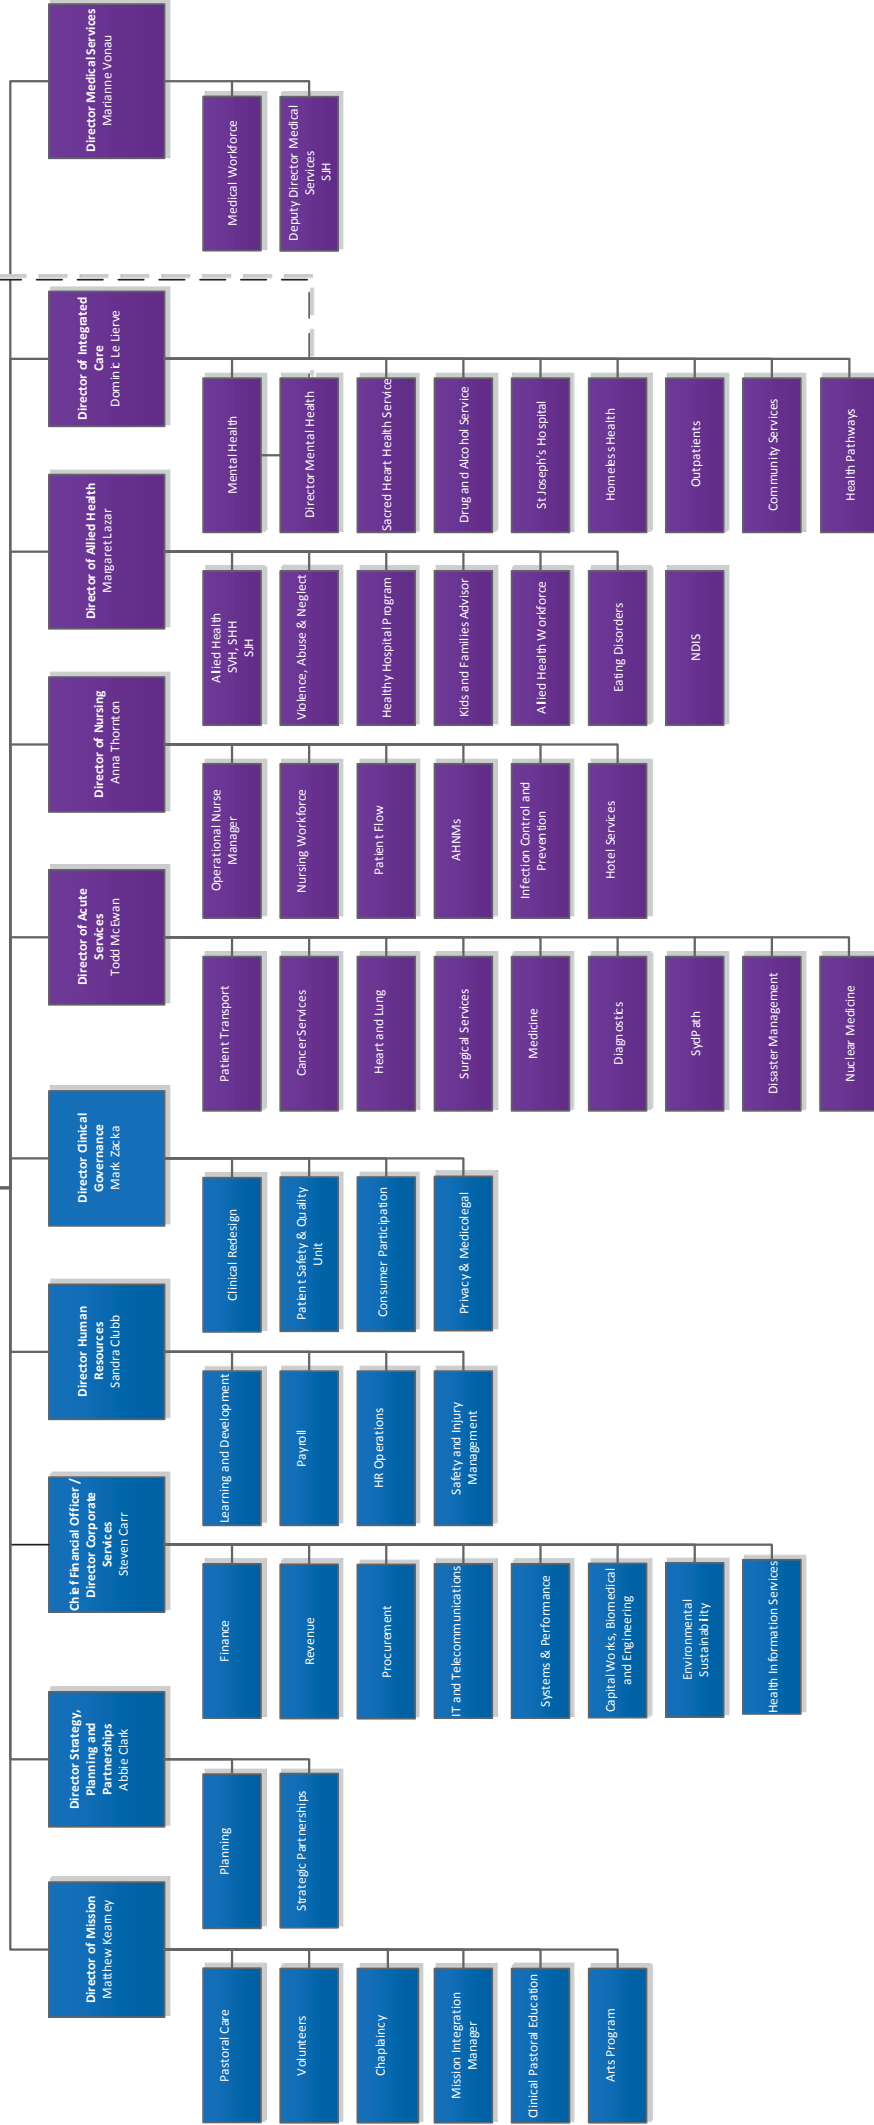 Director of Mission
Matthew Kearney
Pastoral Care
Volunteers
Chaplaincy
Mission Integration
Manager
Clinical Pastoral Education
Arts Program
Director Strategy,
Planning and
Partnerships
Abbie Clark
Planning
Strategic Partnerships
Chief Financial Officer /
Director Corporate
Services
Steven Carr
Finance
Revenue
Procurement
IT and Telecommunications
Systems & Performance
Capital Works, Biomedical
and Engineering
Environmental
Sustainability
Health Information Services
Director Human
Resources
Sandra Clubb
Learning and Development
Payroll
HR Operations
Safety and Injury
Management
Director Clinical
Governance
Mark Zacka
Clinical Redesign
Patient Safety & Quality
Unit
Consumer Participation
Privacy & Medicolegal
Director of Acute
Services
Todd McEwan
Patient Transport
Cancer Services
Heart and Lung
Surgical Services
Medicine
Diagnostics
SydPath
Disaster Management
Nuclear Medicine
Director of Nursing
Anna Thornton
Operational Nurse
Manager
Nursing Workforce
Patient Flow
AHNMs
Infection Control and
Prevention
Hotel Services
Director of Allied Health
Margaret Lazar
Allied Health
SVH, SHH
SJH
Violence, Abuse & Neglect
Healthy Hospital Program
Kids and Families Advisor
Allied Health Workforce
Eating Disorders
NDIS
Director of Integrated
Care
Dominic Le Lierve
Mental Health
Director Mental Health
Sacred Heart Health Service
Drug and Alcohol Service
St Joseph's Hospital
Homeless Health
Outpatients
Community Services
Health Pathways
Director Medical Services
Marianne Vonau
Medical Workforce
Deputy Director Medical
Services
SJH